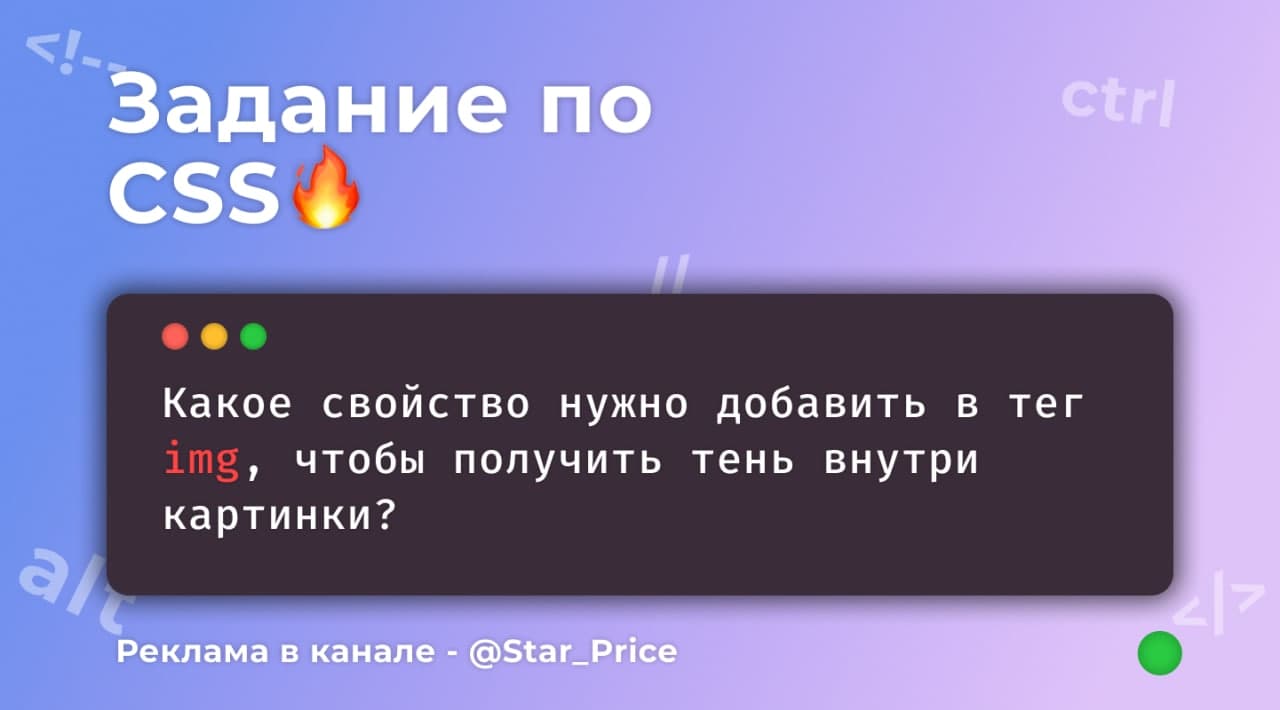 <!--
Задание по
CSS🔥
ctrl
//
Какое свойство нужно добавить в тег
img, чтобы получить тень внутри
картинки?
alt
<|>
Реклама в канале - @Star_Price